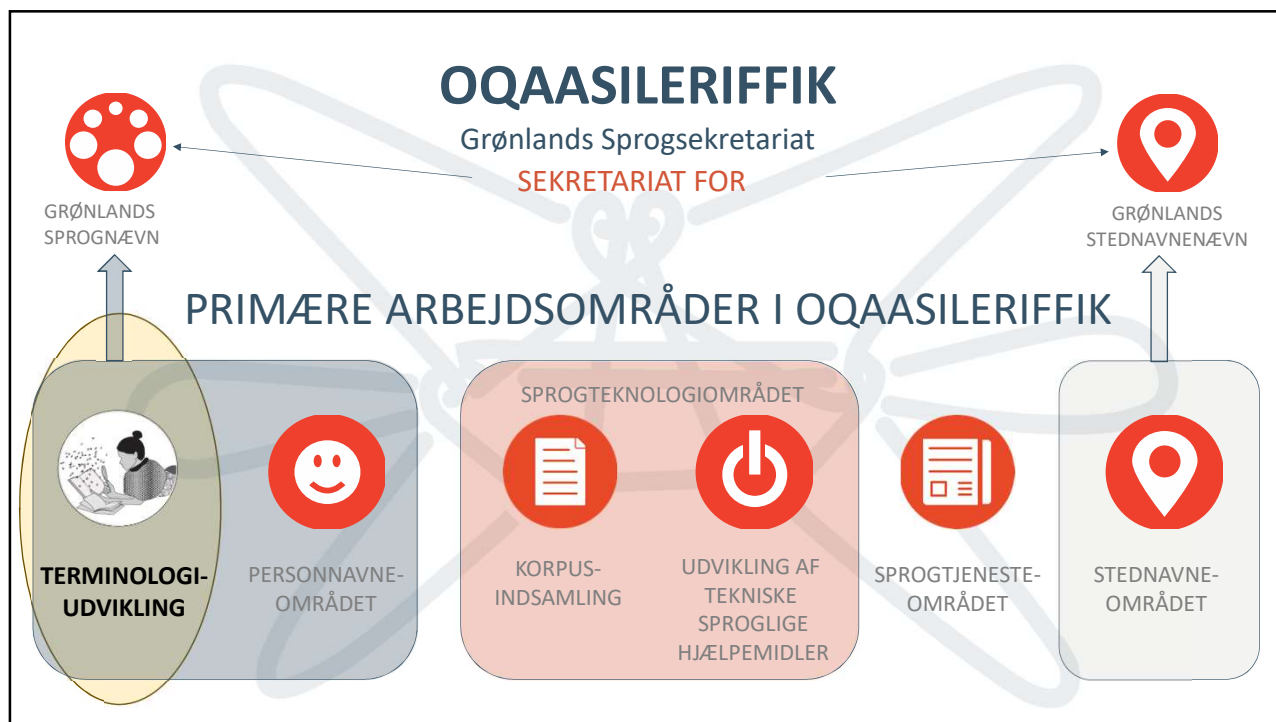 OQAASILERIFFIK
Grønlands Sprogsekretariat
SEKRETARIAT FOR
GRØNLANDS
SPROGNÆVN
GRØNLANDS
STEDNAVNENÆVN
PRIMÆRE ARBEJDSOMRÅDER I OQAASILERIFFIK
TERMINOLOGI-
UDVIKLING
PERSONNAVNE-
OMRÅDET
SPROGTEKNOLOGIOMRÅDET
KORPUS-
INDSAMLING
UDVIKLING AF
TEKNISKE
SPROGLIGE
HJÆLPEMIDLER
SPROGTJENESTE-
OMRÅDET
STEDNAVNE-
OMRÅDET